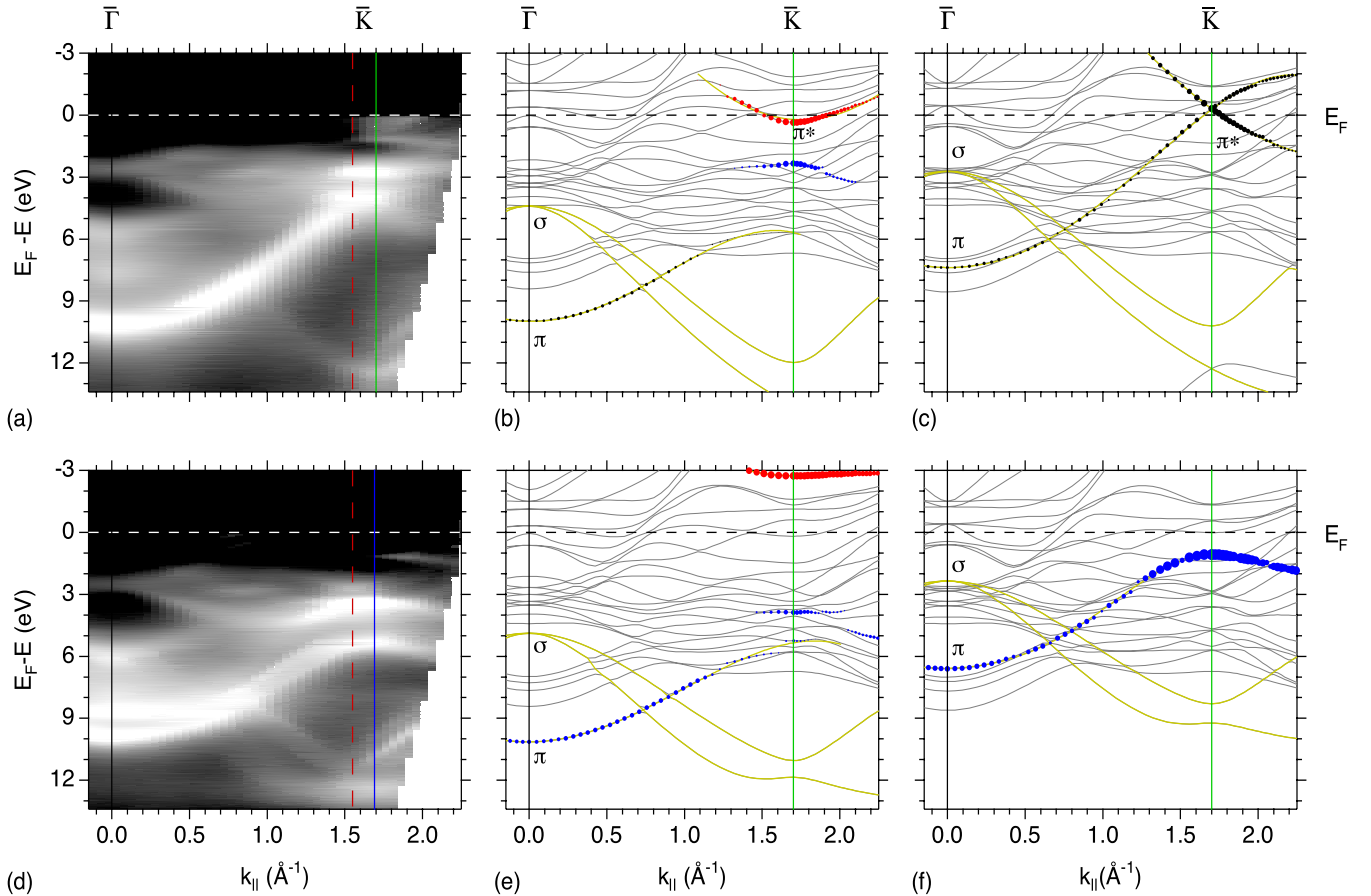 Γ̅ K̅ Γ̅ K̅ Γ̅ K̅
-3
0
3
6
9
12
E_F -E (eV)
π*
σ
π
σ
π
π*
E_F
(a) (b) (c)
-3
0
3
6
9
12
E_F-E (eV)
σ
π
σ
π
E_F
0.0 0.5 1.0 1.5 2.0 0.0 0.5 1.0 1.5 2.0 0.0 0.5 1.0 1.5 2.0
k_|| (Å⁻¹) k_|| (Å⁻¹) k_|| (Å⁻¹)
(d) (e) (f)